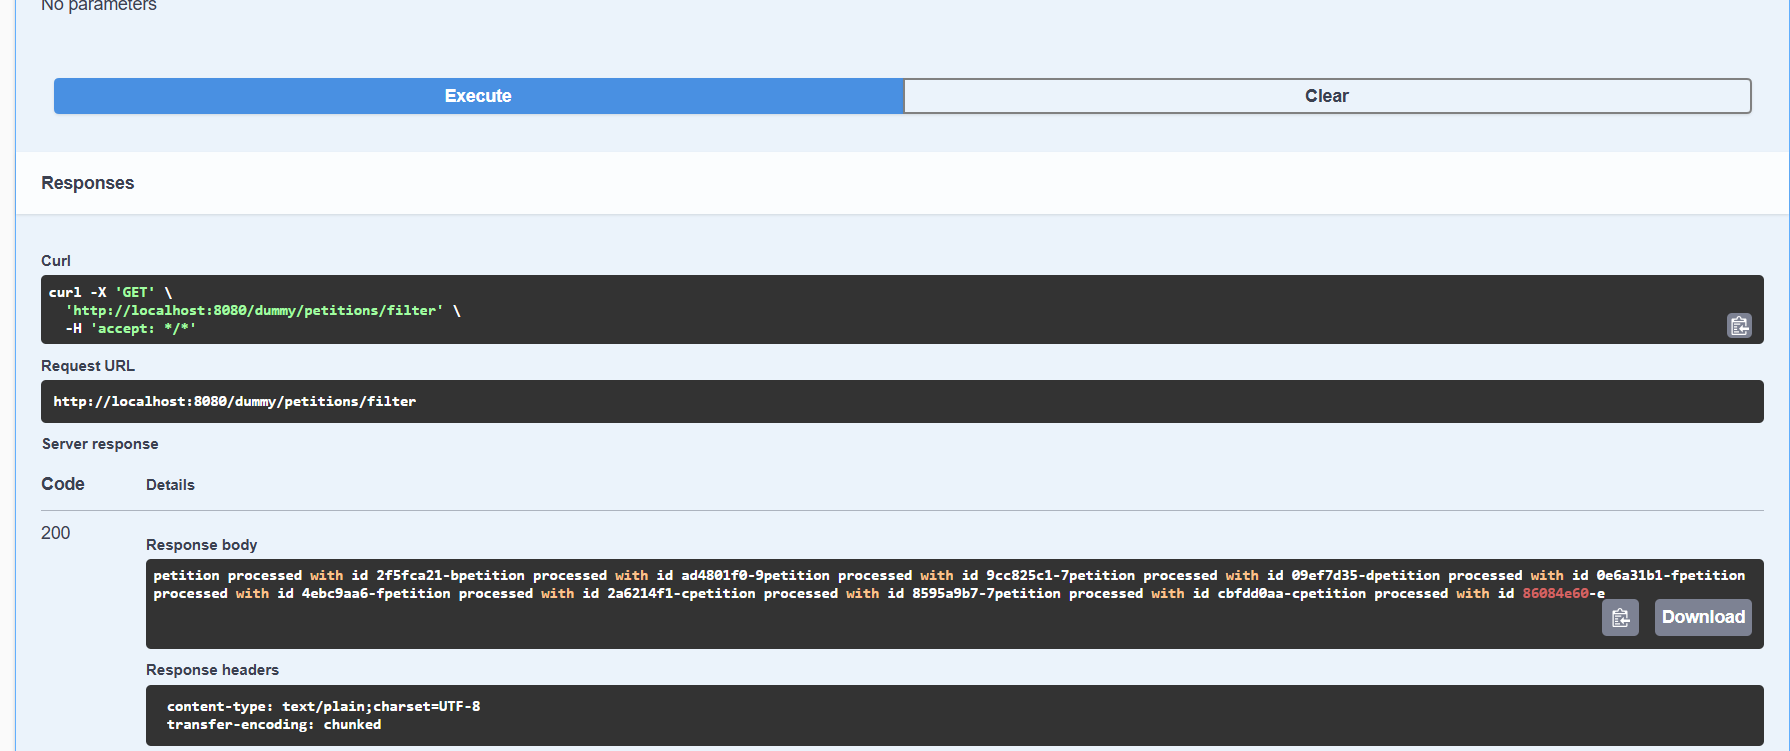 No parameters
Execute
Clear
Responses
Curl
curl -X 'GET' \
'http://localhost:8080/dummy/petitions/filter' \
-H 'accept: */*'
Request URL
http://localhost:8080/dummy/petitions/filter
Server response
Code Details
200
Response body
petition processed with id 2f5fca21-bpetition processed with id ad4801f0-9petition processed with id 9cc825c1-7petition processed with id 09ef7d35-dpetition processed with id 0e6a31b1-fpetition
processed with id 4ebc9aa6-fpetition processed with id 2a6214f1-cpetition processed with id 8595a9b7-7petition processed with id cbfdd0aa-cpetition processed with id 86084e60-e
Download
Response headers
content-type: text/plain;charset=UTF-8
transfer-encoding: chunked